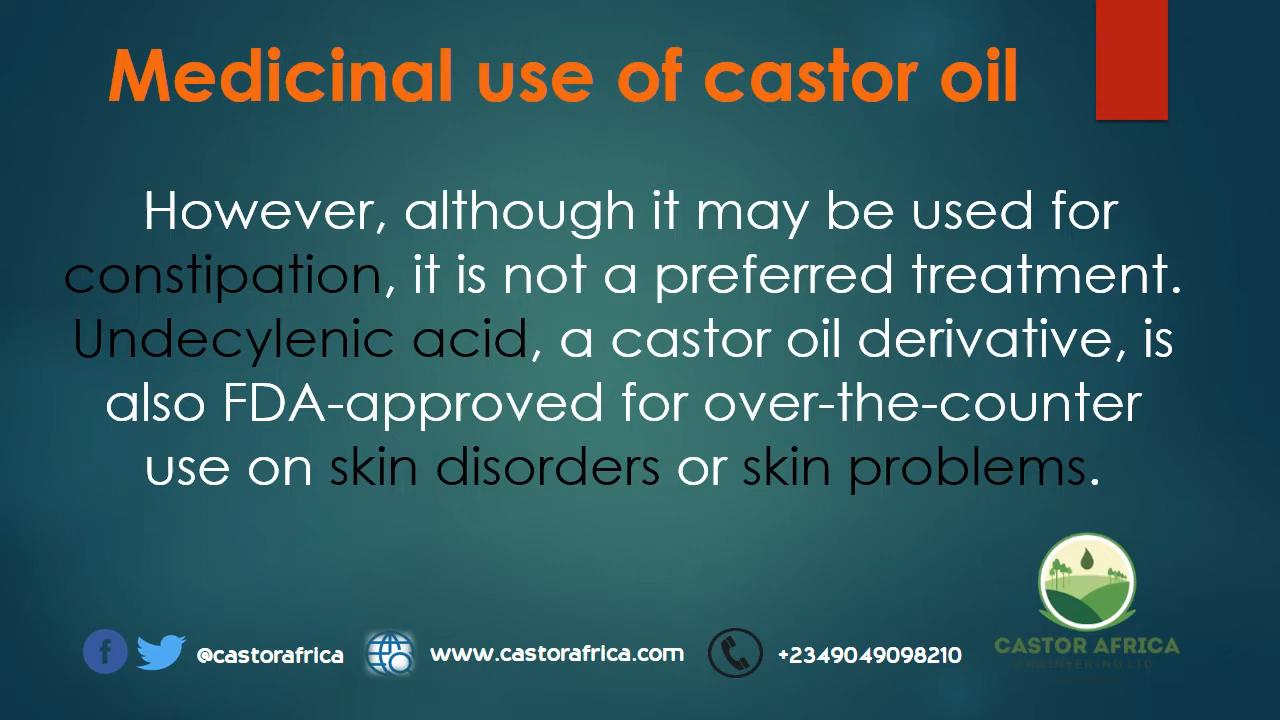 Medicinal use of castor oil
However, although it may be used for
constipation, it is not a preferred treatment.
Undecylenic acid, a castor oil derivative, is
also FDA-approved for over-the-counter
use on skin disorders or skin problems.
@castorafrica
www.castorafrica.com
+2349049098210
CASTOR AFRICA
ENGINEERING LTD